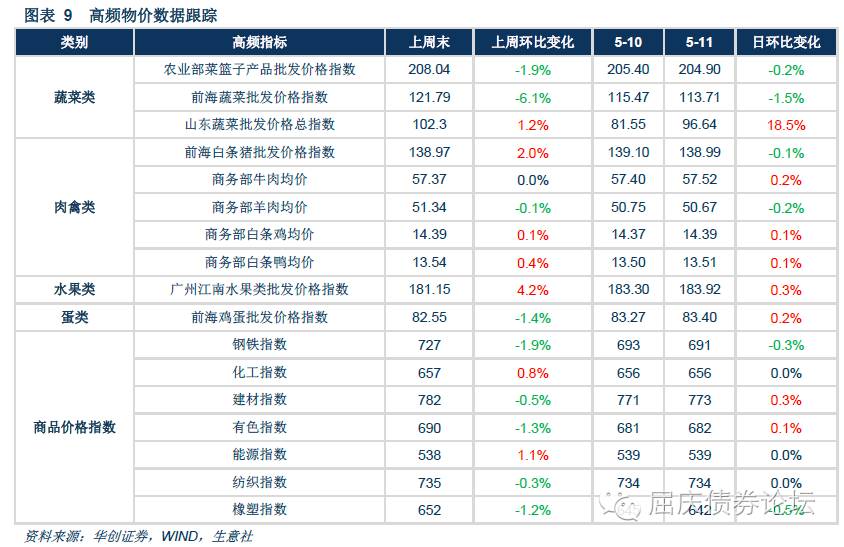 图表 9 高频物价数据跟踪
类别 高频指标 上周末 上周环比变化 5-10 5-11 日环比变化
蔬菜类 农业部菜篮子产品批发价格指数 208.04 -1.9% 205.40 204.90 -0.2%
前海蔬菜批发价格指数 121.79 -6.1% 115.47 113.71 -1.5%
山东蔬菜批发价格总指数 102.3 1.2% 81.55 96.64 18.5%
肉禽类 前海白条猪批发价格指数 138.97 2.0% 139.10 138.99 -0.1%
商务部牛肉均价 57.37 0.0% 57.40 57.52 0.2%
商务部羊肉均价 51.34 -0.1% 50.75 50.67 -0.2%
商务部白条鸡均价 14.39 0.1% 14.37 14.39 0.1%
商务部白条鸭均价 13.54 0.4% 13.50 13.51 0.1%
水果类 广州江南水果类批发价格指数 181.15 4.2% 183.30 183.92 0.3%
蛋类 前海鸡蛋批发价格指数 82.55 -1.4% 83.27 83.40 0.2%
商品价格指数 钢铁指数 727 -1.9% 693 691 -0.3%
化工指数 657 0.8% 656 656 0.0%
建材指数 782 -0.5% 771 773 0.3%
有色指数 690 -1.3% 681 682 0.1%
能源指数 538 1.1% 539 539 0.0%
纺织指数 735 -0.3% 734 734 0.0%
橡塑指数 652 -1.2% 642 -0.5%
屈庆债券论坛
资料来源：华创证券，WIND，生意社